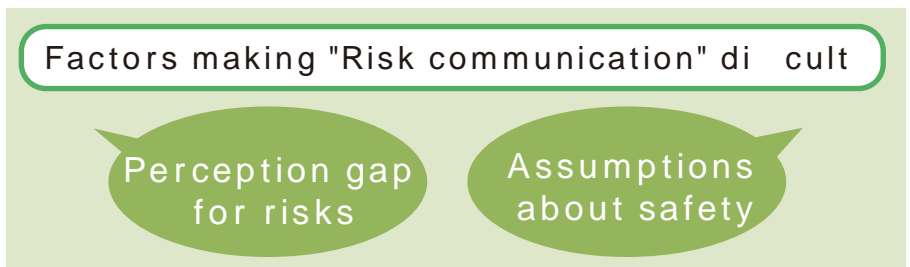 Factors making "Risk communication" di cult
Perception gap
for risks
Assumptions
about safety